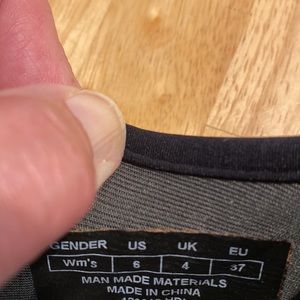 GENDER US UK EU
Wm's 6 4 37
MAN MADE MATERIALS
MADE IN CHINA